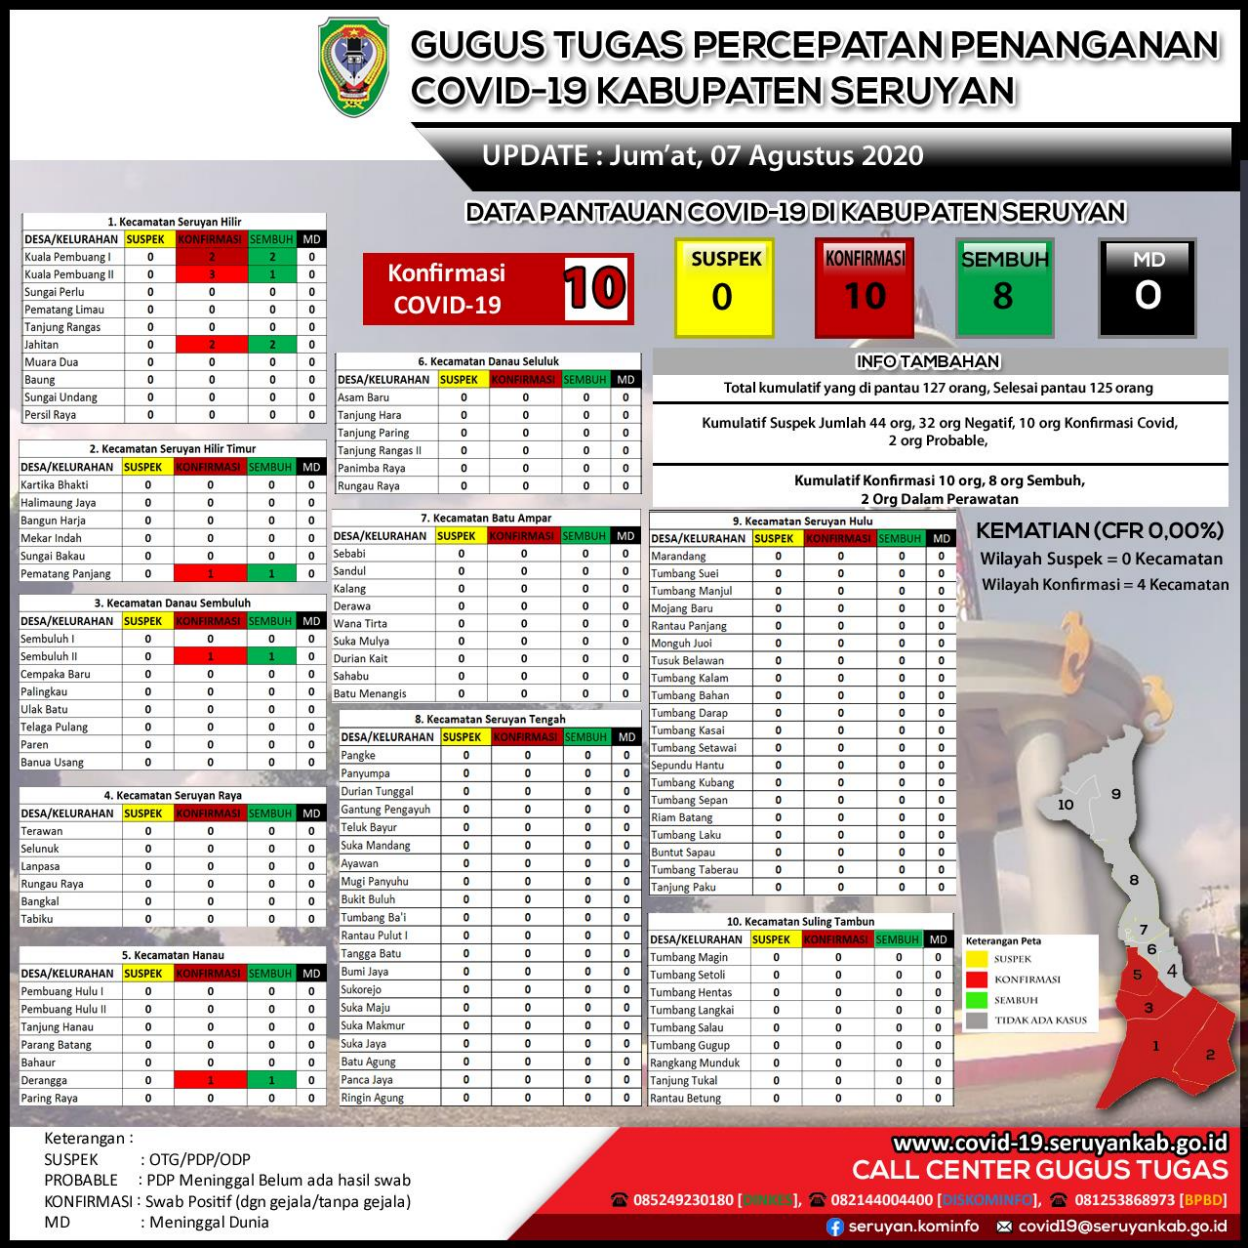 GUGUS TUGAS PERCEPATAN PENANGANAN
COVID-19 KABUPATEN SERUYAN
UPDATE : Jum'at, 07 Agustus 2020
DATA PANTAUAN COVID-19 DI KABUPATEN SERUYAN
Konfirmasi
COVID-19
10
SUSPEK
0
KONFIRMASI
10
SEMBUH
8
MD
0
INFO TAMBAHAN
Total kumulatif yang di pantau 127 orang, Selesai pantau 125 orang
Kumulatif Suspek Jumlah 44 org, 32 org Negatif, 10 org Konfirmasi Covid,
2 org Probable,
Kumulatif Konfirmasi 10 org, 8 org Sembuh,
2 Org Dalam Perawatan
KEMATIAN (CFR 0,00%)
Wilayah Suspek = 0 Kecamatan
Wilayah Konfirmasi = 4 Kecamatan
1. Kecamatan Seruyan Hilir
DESA/KELURAHAN SUSPEK KONFIRMASI SEMBUH MD
Kuala Pembuang I 0 2 2 0
Kuala Pembuang II 0 3 1 0
Sungai Perlu 0 0 0 0
Pematang Limau 0 0 0 0
Tanjung Rangas 0 0 0 0
Jahitan 0 2 2 0
Muara Dua 0 0 0 0
Baung 0 0 0 0
Sungai Undang 0 0 0 0
Persil Raya 0 0 0 0
2. Kecamatan Seruyan Hilir Timur
DESA/KELURAHAN SUSPEK KONFIRMASI SEMBUH MD
Kartika Bhakti 0 0 0 0
Halimaung Jaya 0 0 0 0
Bangun Harja 0 0 0 0
Mekar Indah 0 0 0 0
Sungai Bakau 0 0 0 0
Pematang Panjang 0 1 1 0
3. Kecamatan Danau Sembuluh
DESA/KELURAHAN SUSPEK KONFIRMASI SEMBUH MD
Sembuluh I 0 0 0 0
Sembuluh II 0 1 1 0
Cempaka Baru 0 0 0 0
Palingkau 0 0 0 0
Ulak Batu 0 0 0 0
Telaga Pulang 0 0 0 0
Paren 0 0 0 0
Banua Usang 0 0 0 0
4. Kecamatan Seruyan Raya
DESA/KELURAHAN SUSPEK KONFIRMASI SEMBUH MD
Terawan 0 0 0 0
Selunuk 0 0 0 0
Lanpasa 0 0 0 0
Rungau Raya 0 0 0 0
Bangkal 0 0 0 0
Tabiku 0 0 0 0
5. Kecamatan Hanau
DESA/KELURAHAN SUSPEK KONFIRMASI SEMBUH MD
Pembuang Hulu I 0 0 0 0
Pembuang Hulu II 0 0 0 0
Tanjung Hanau 0 0 0 0
Parang Batang 0 0 0 0
Bahaur 0 0 0 0
Derangga 0 1 1 0
Paring Raya 0 0 0 0
6. Kecamatan Danau Seluluk
DESA/KELURAHAN SUSPEK KONFIRMASI SEMBUH MD
Asam Baru 0 0 0 0
Tanjung Hara 0 0 0 0
Tanjung Paring 0 0 0 0
Tanjung Rangas II 0 0 0 0
Panimba Raya 0 0 0 0
Rungau Raya 0 0 0 0
7. Kecamatan Batu Ampar
DESA/KELURAHAN SUSPEK KONFIRMASI SEMBUH MD
Sebabi 0 0 0 0
Sandul 0 0 0 0
Kalang 0 0 0 0
Derawa 0 0 0 0
Wana Tirta 0 0 0 0
Suka Mulya 0 0 0 0
Durian Kait 0 0 0 0
Sahabu 0 0 0 0
Batu Menangis 0 0 0 0
8. Kecamatan Seruyan Tengah
DESA/KELURAHAN SUSPEK KONFIRMASI SEMBUH MD
Pangke 0 0 0 0
Panyumpa 0 0 0 0
Durian Tunggal 0 0 0 0
Gantung Pengayuh 0 0 0 0
Teluk Bayur 0 0 0 0
Suka Mandang 0 0 0 0
Ayawan 0 0 0 0
Mugi Panyuhu 0 0 0 0
Bukit Buluh 0 0 0 0
Tumbang Ba'i 0 0 0 0
Rantau Pulut I 0 0 0 0
Tangga Batu 0 0 0 0
Bumi Jaya 0 0 0 0
Sukorejo 0 0 0 0
Suka Maju 0 0 0 0
Suka Makmur 0 0 0 0
Suka Jaya 0 0 0 0
Batu Agung 0 0 0 0
Panca Jaya 0 0 0 0
Ringin Agung 0 0 0 0
9. Kecamatan Seruyan Hulu
DESA/KELURAHAN SUSPEK KONFIRMASI SEMBUH MD
Marandang 0 0 0 0
Tumbang Suei 0 0 0 0
Tumbang Manjul 0 0 0 0
Mojang Baru 0 0 0 0
Rantau Panjang 0 0 0 0
Monguh Juoi 0 0 0 0
Tusuk Belawan 0 0 0 0
Tumbang Kalam 0 0 0 0
Tumbang Bahan 0 0 0 0
Tumbang Darap 0 0 0 0
Tumbang Kasai 0 0 0 0
Tumbang Setawai 0 0 0 0
Sepundu Hantu 0 0 0 0
Tumbang Kubang 0 0 0 0
Tumbang Sepan 0 0 0 0
Riam Batang 0 0 0 0
Tumbang Laku 0 0 0 0
Buntut Sapau 0 0 0 0
Tumbang Taberau 0 0 0 0
Tanjung Paku 0 0 0 0
10. Kecamatan Suling Tambun
DESA/KELURAHAN SUSPEK KONFIRMASI SEMBUH MD
Tumbang Magin 0 0 0 0
Tumbang Setoli 0 0 0 0
Tumbang Hentas 0 0 0 0
Tumbang Langkai 0 0 0 0
Tumbang Salau 0 0 0 0
Tumbang Gugup 0 0 0 0
Rangkang Munduk 0 0 0 0
Tanjung Tukal 0 0 0 0
Rantau Betung 0 0 0 0
Keterangan Peta
SUSPEK
KONFIRMASI
SEMBUH
TIDAK ADA KASUS
10
9
8
7
6
4
5
3
1
2
Keterangan :
SUSPEK : OTG/PDP/ODP
PROBABLE : PDP Meninggal Belum ada hasil swab
KONFIRMASI : Swab Positif (dgn gejala/tanpa gejala)
MD : Meninggal Dunia
www.covid-19.seruyankab.go.id
CALL CENTER GUGUS TUGAS
085249230180 [DINKES], 082144004400 [DISKOMINFO], 081253868973 [BPBD]
seruyan.kominfo covid19@seruyankab.go.id